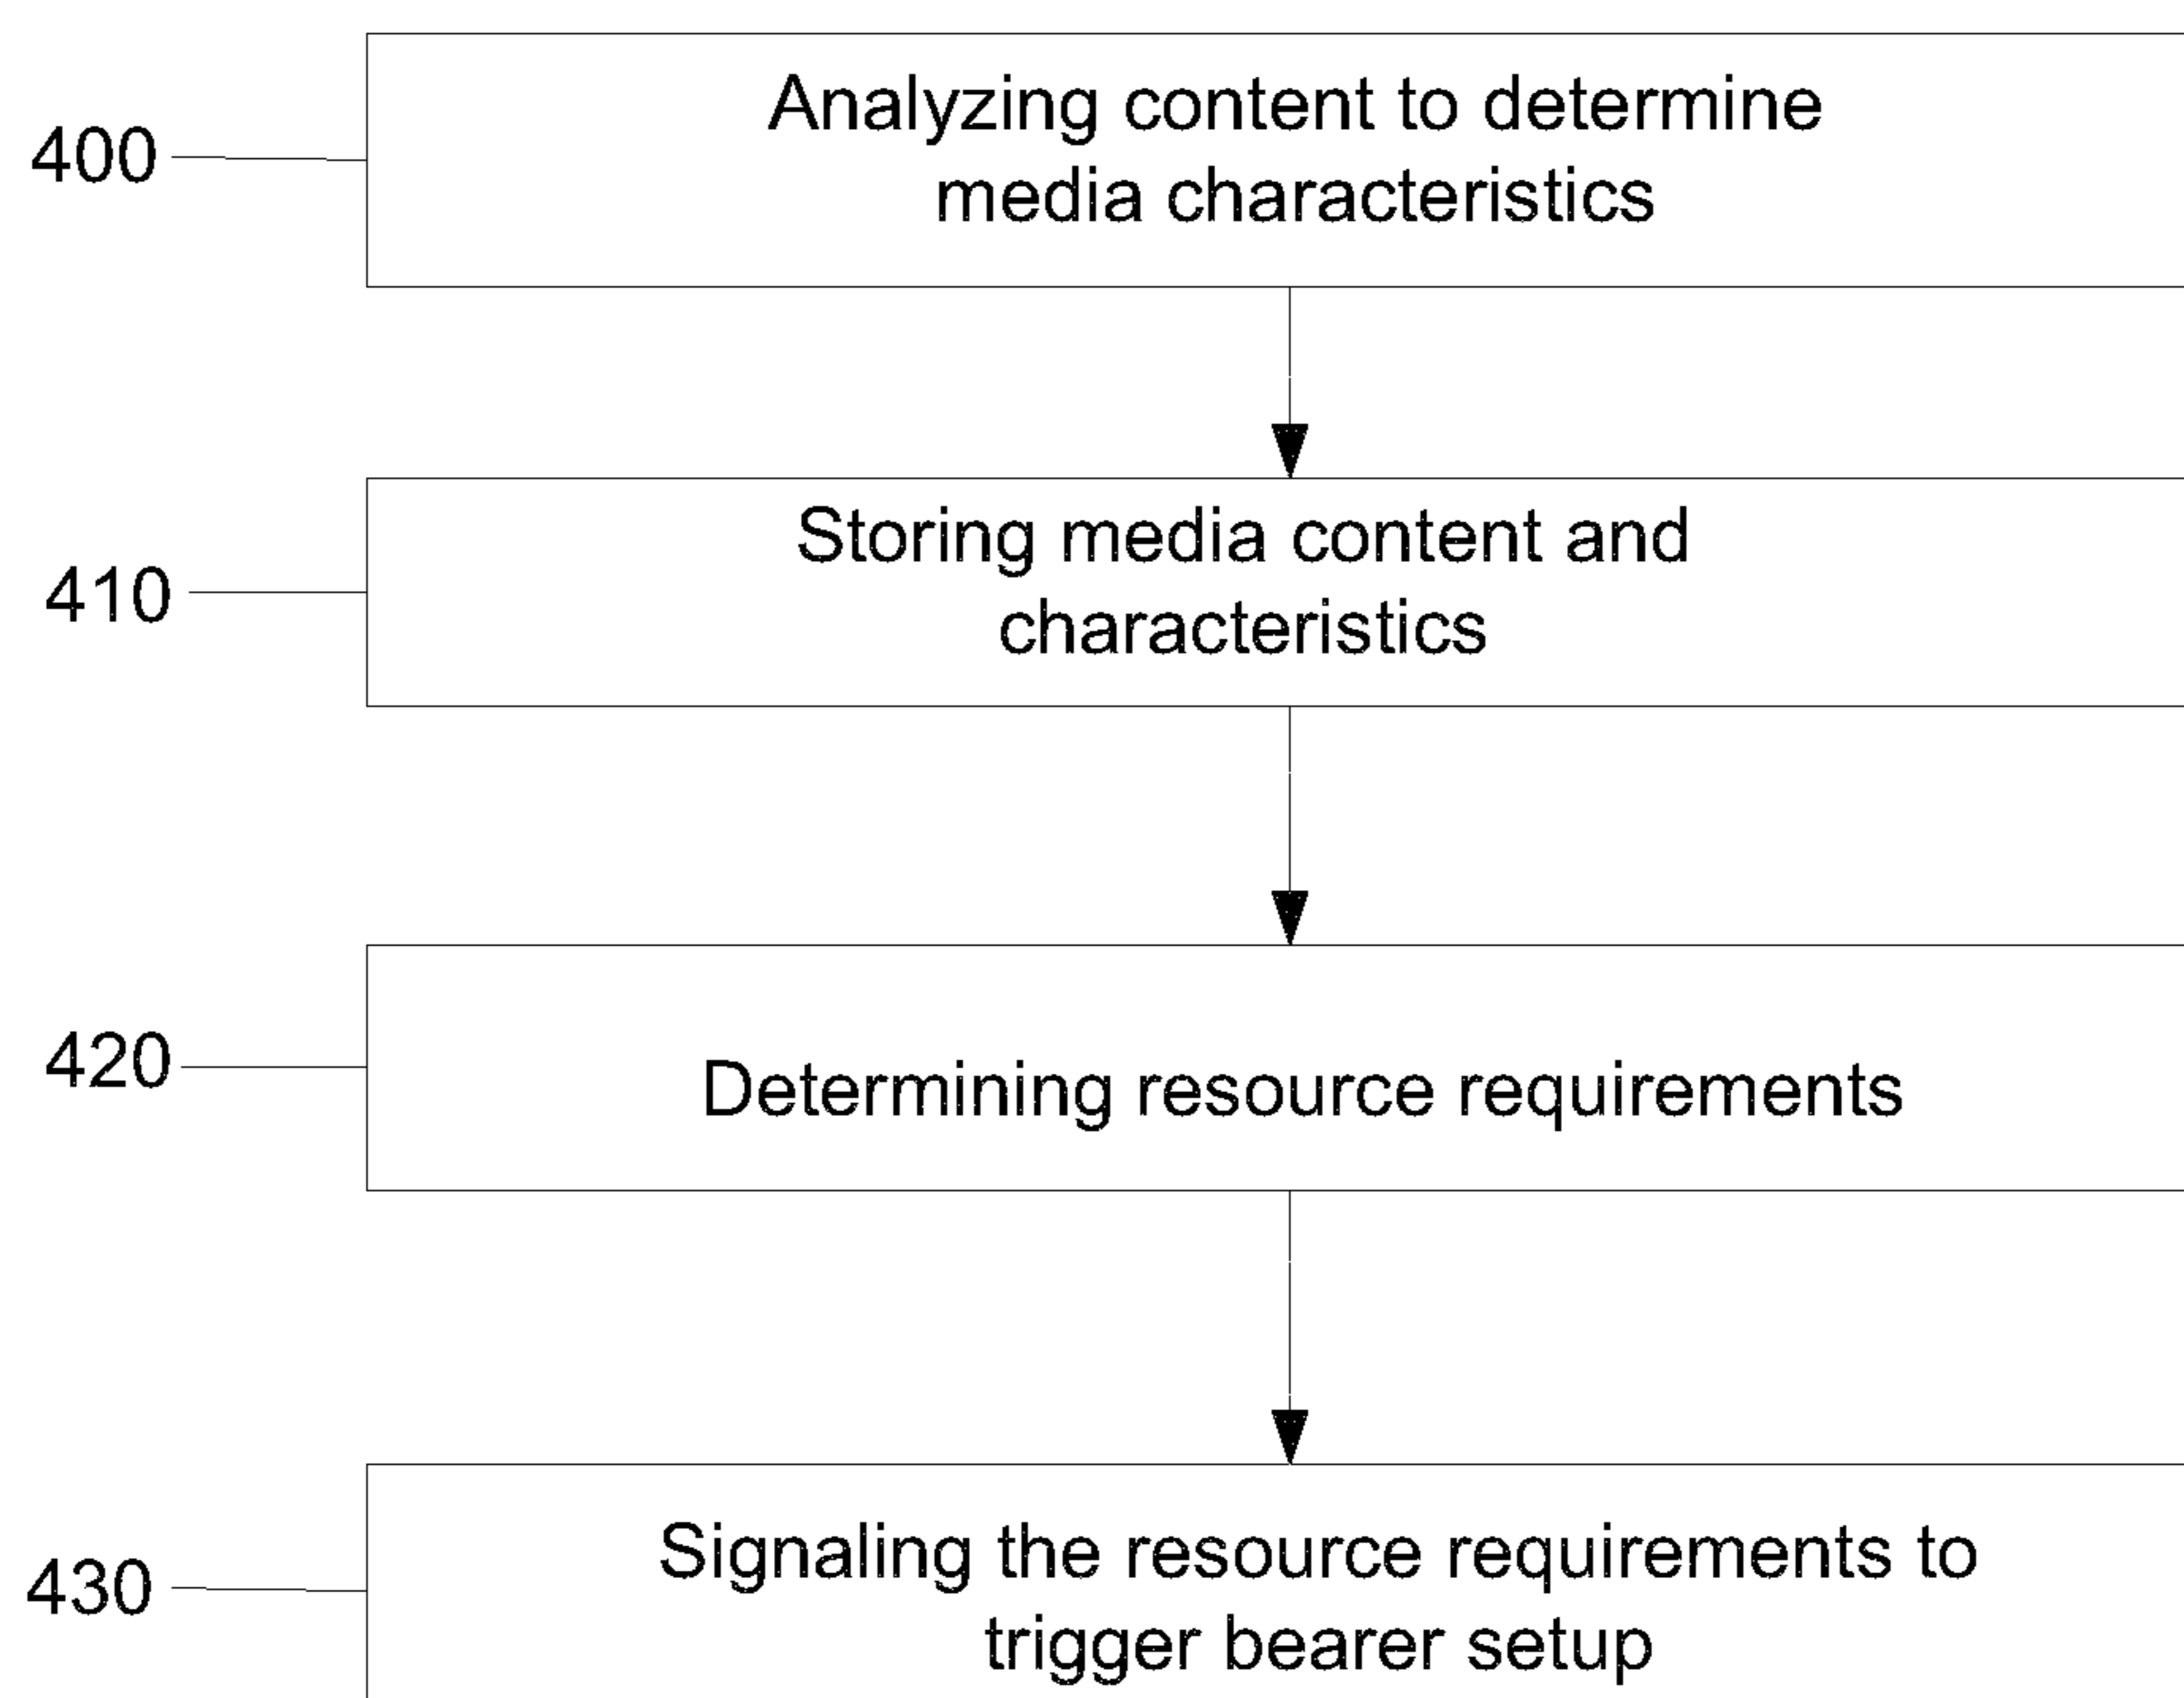 400
Analyzing content to determine
media characteristics
410
Storing media content and
characteristics
420
Determining resource requirements
430
Signaling the resource requirements to
trigger bearer setup